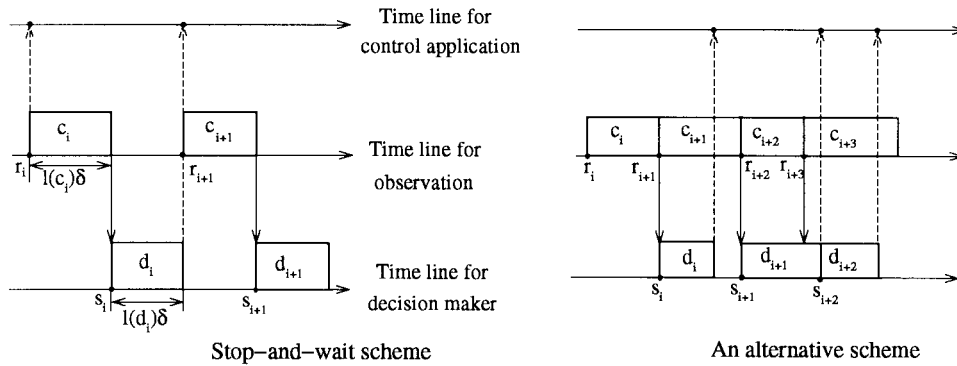 Time line for
control application
c_i
c_{i+1}
r_i
l(c_i)δ
r_{i+1}
Time line for
observation
d_i
d_{i+1}
s_i
l(d_i)δ
s_{i+1}
Time line for
decision maker
Stop−and−wait scheme
c_i
c_{i+1}
c_{i+2}
c_{i+3}
r_i
r_{i+1}
r_{i+2}
r_{i+3}
d_i
d_{i+1}
d_{i+2}
s_i
s_{i+1}
s_{i+2}
An alternative scheme